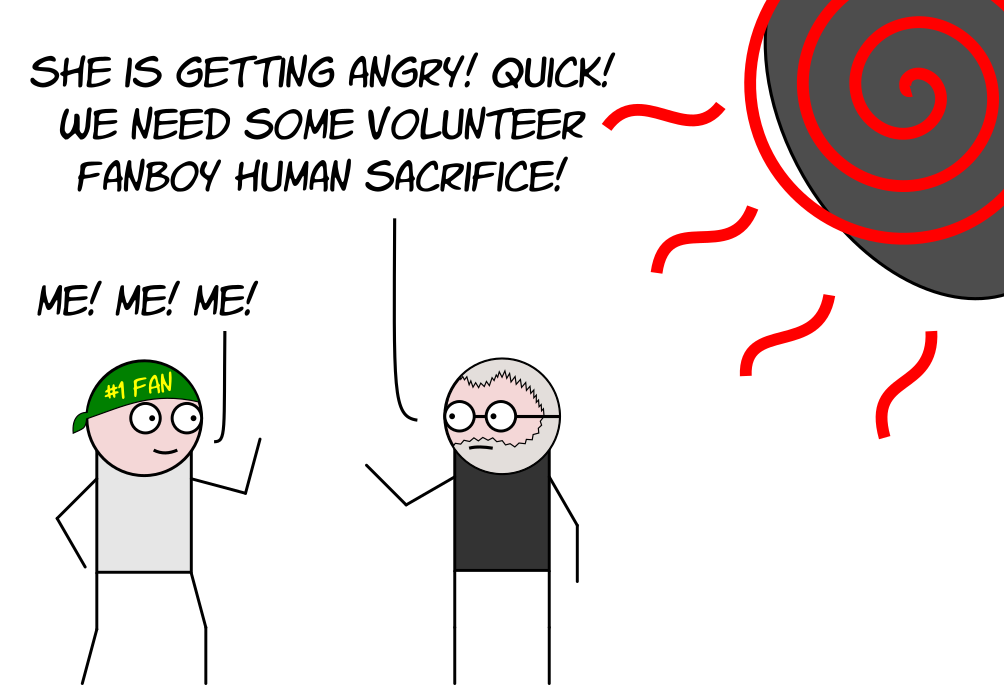 SHE IS GETTING ANGRY! QUICK!
WE NEED SOME VOLUNTEER
FANBOY HUMAN SACRIFICE!
ME! ME! ME!
#1 FAN